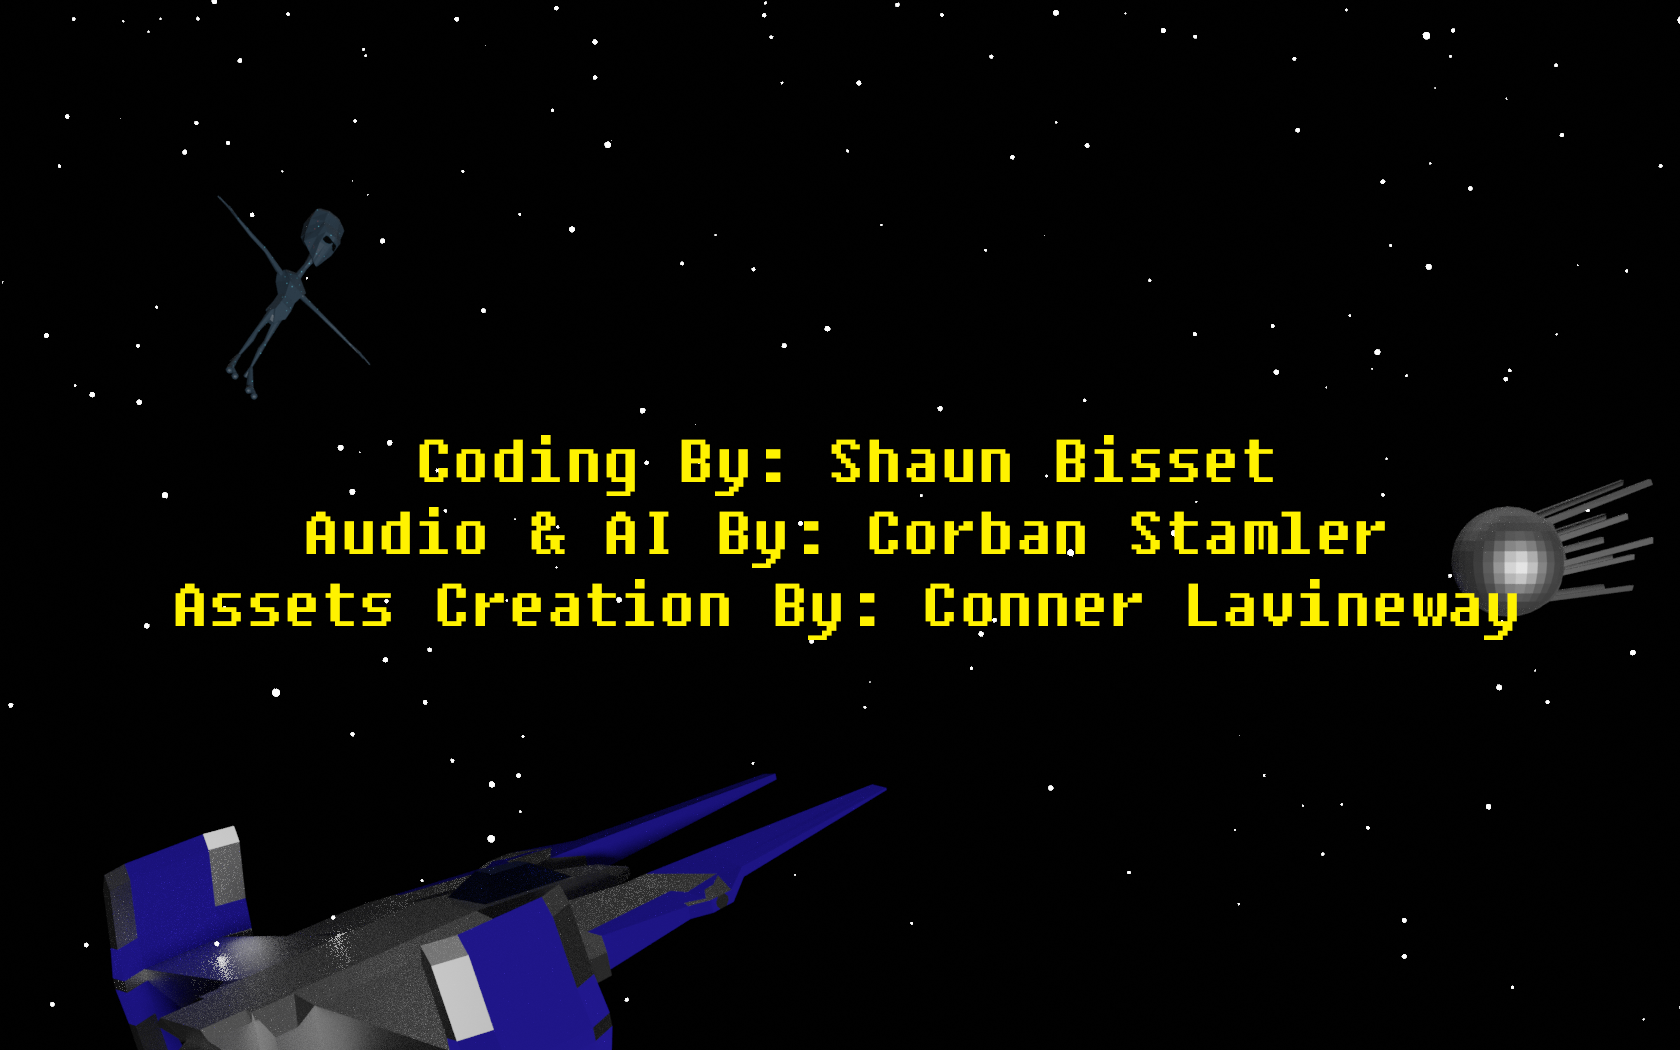 Coding By: Shaun Bisset
Audio & AI By: Corban Stamler
Assets Creation By: Conner Lavineway